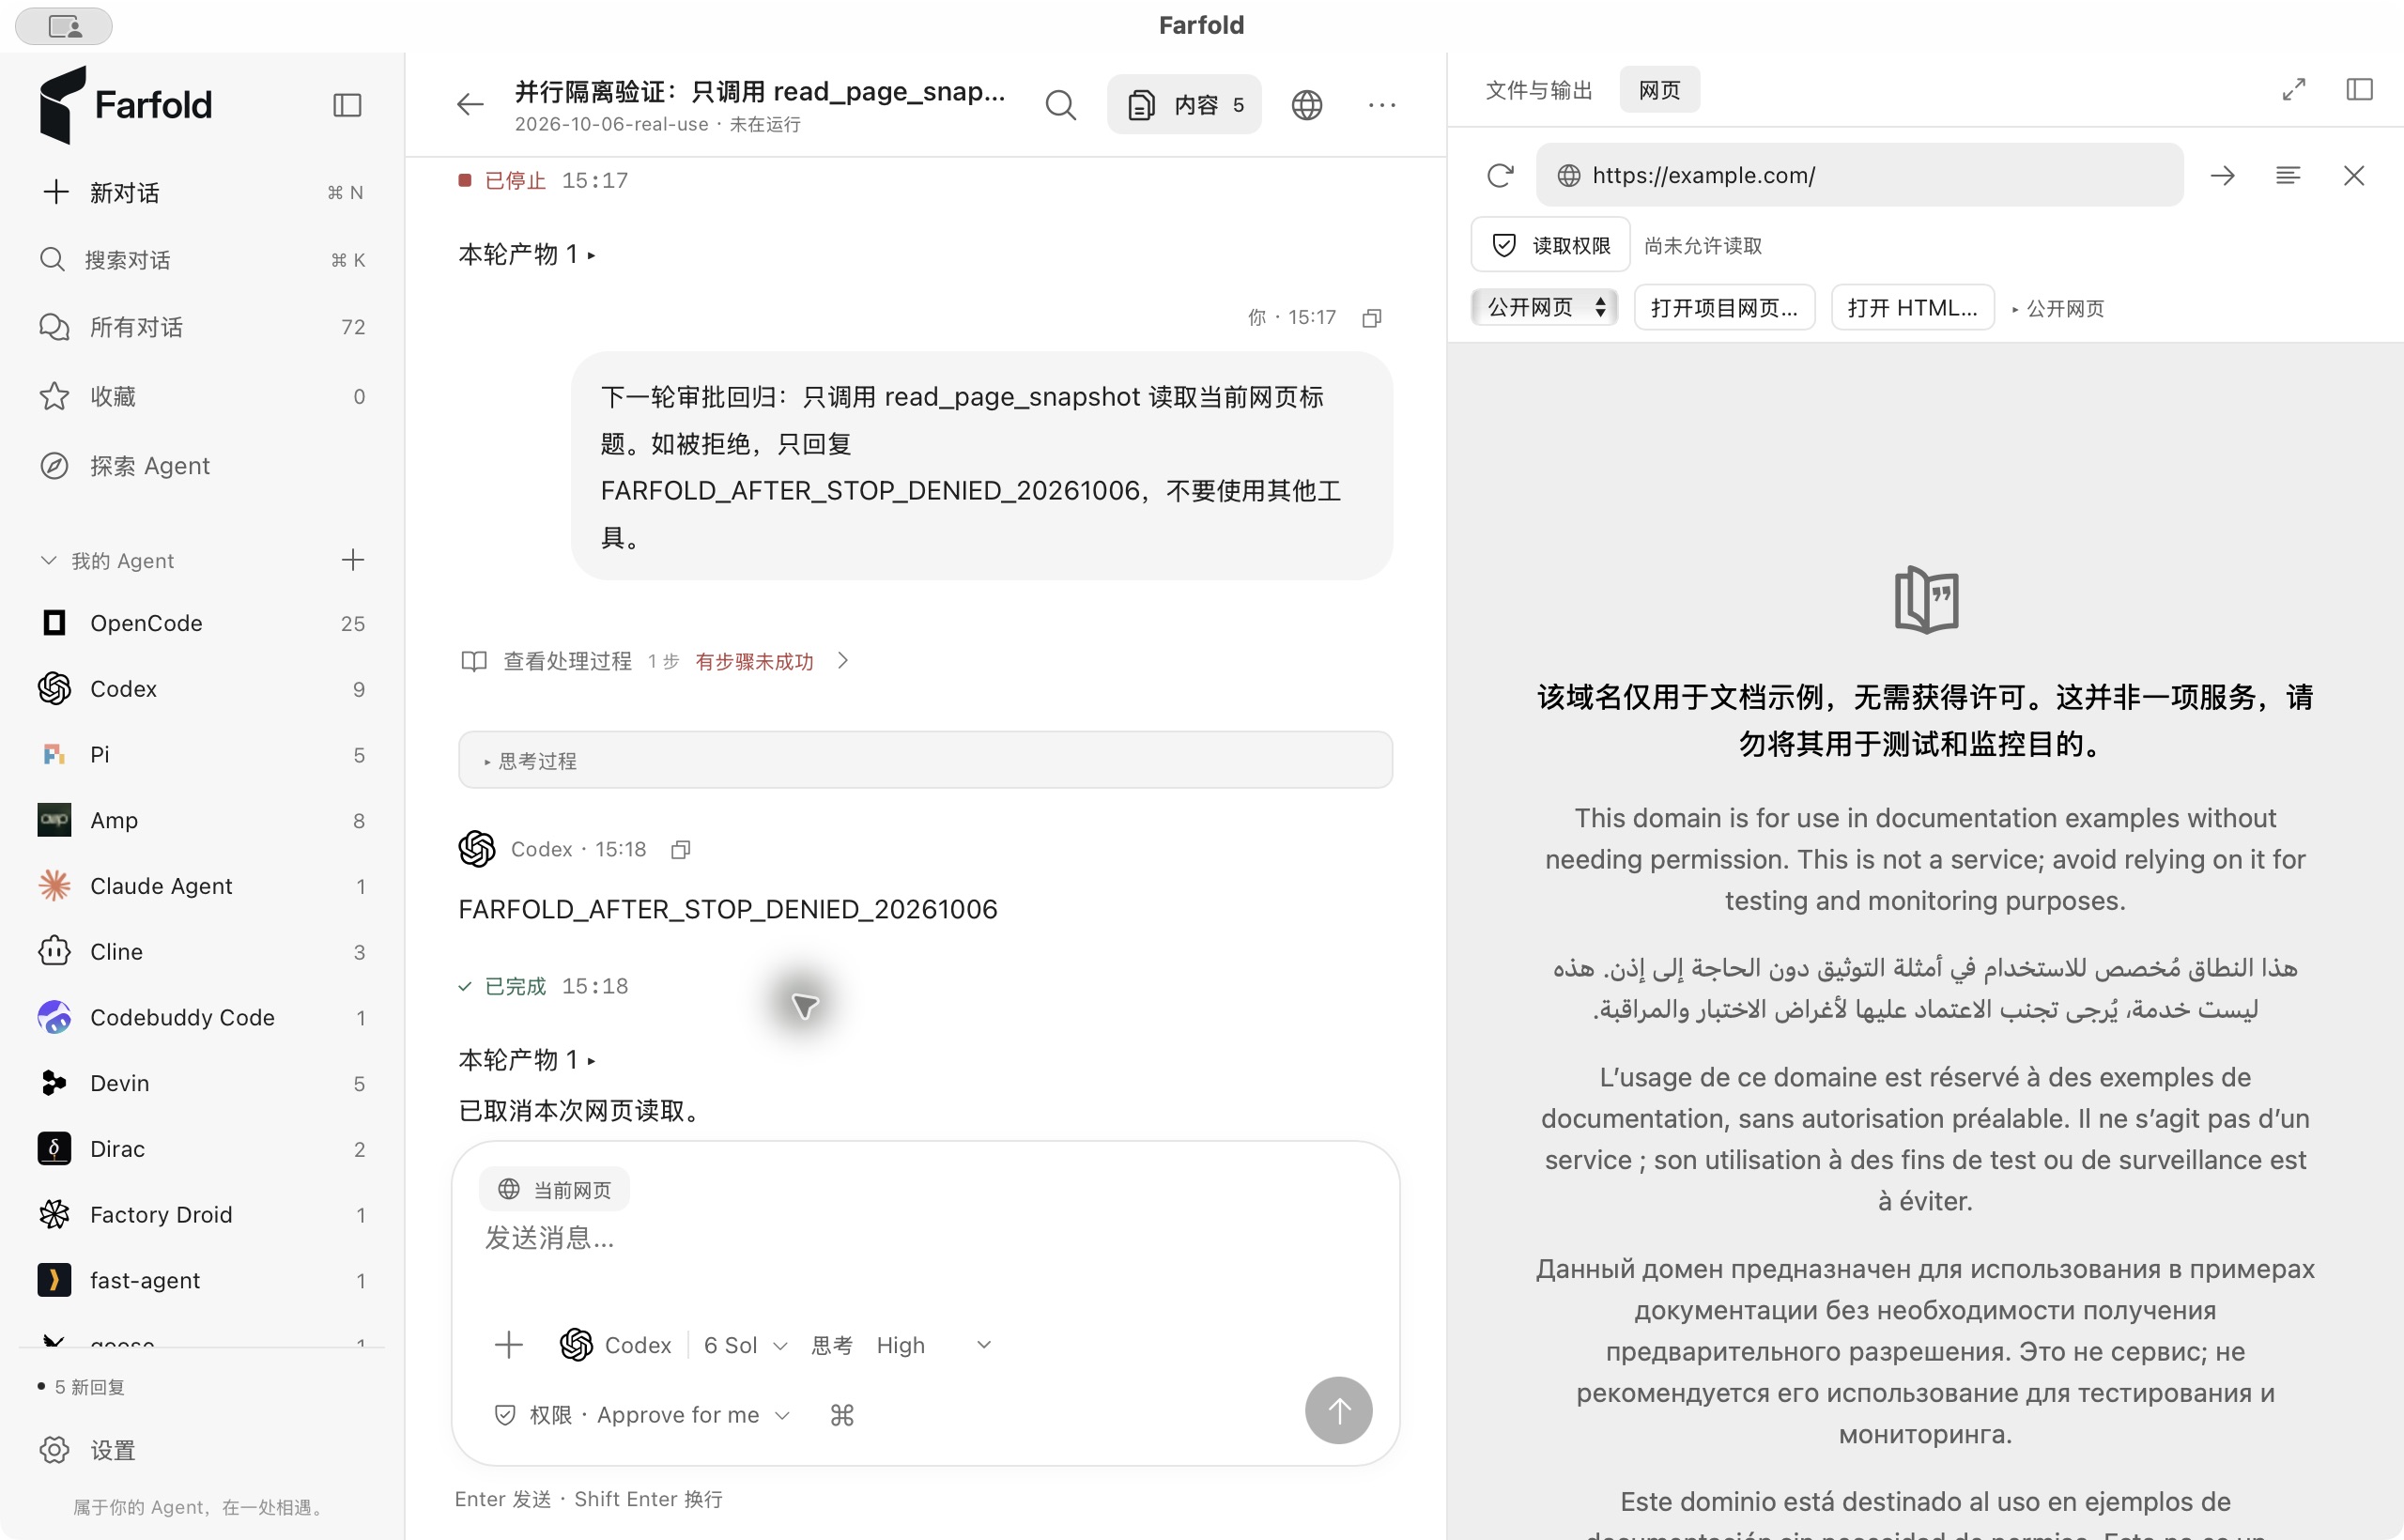 Farfold
Farfold
新对话 ⌘ N
搜索对话 ⌘ K
所有对话 72
收藏 0
探索 Agent
我的 Agent
OpenCode 25
Codex 9
Pi 5
Amp 8
Claude Agent 1
Cline 3
Codebuddy Code 1
Devin 5
Dirac 2
Factory Droid 1
fast-agent 1
5 新回复
设置
属于你的 Agent，在一处相遇。
并行隔离验证：只调用 read_page_snap...
2026-10-06-real-use · 未在运行
内容 5
已停止 15:17
本轮产物 1
你 · 15:17
下一轮审批回归：只调用 read_page_snapshot 读取当前网页标
题。如被拒绝，只回复
FARFOLD_AFTER_STOP_DENIED_20261006，不要使用其他工
具。
查看处理过程 1 步 有步骤未成功
思考过程
Codex · 15:18
FARFOLD_AFTER_STOP_DENIED_20261006
已完成 15:18
本轮产物 1
已取消本次网页读取。
当前网页
发送消息...
Codex 6 Sol 思考 High
权限 · Approve for me ⌘
Enter 发送 · Shift Enter 换行
文件与输出 网页
https://example.com/
读取权限 尚未允许读取
公开网页 打开项目网页... 打开 HTML... 公开网页
该域名仅用于文档示例，无需获得许可。这并非一项服务，请
勿将其用于测试和监控目的。
This domain is for use in documentation examples without
needing permission. This is not a service; avoid relying on it for
testing and monitoring purposes.
هذا النطاق مُخصص للاستخدام في أمثلة التوثيق دون الحاجة إلى إذن. هذه
ليست خدمة، يُرجى تجنب الاعتماد عليها لأغراض الاختبار والمراقبة.
L’usage de ce domaine est réservé à des exemples de
documentation, sans autorisation préalable. Il ne s’agit pas d’un
service ; son utilisation à des fins de test ou de surveillance est
à éviter.
Данный домен предназначен для использования в примерах
документации без необходимости получения
предварительного разрешения. Это не сервис; не
рекомендуется его использование для тестирования и
мониторинга.
Este dominio está destinado al uso en ejemplos de